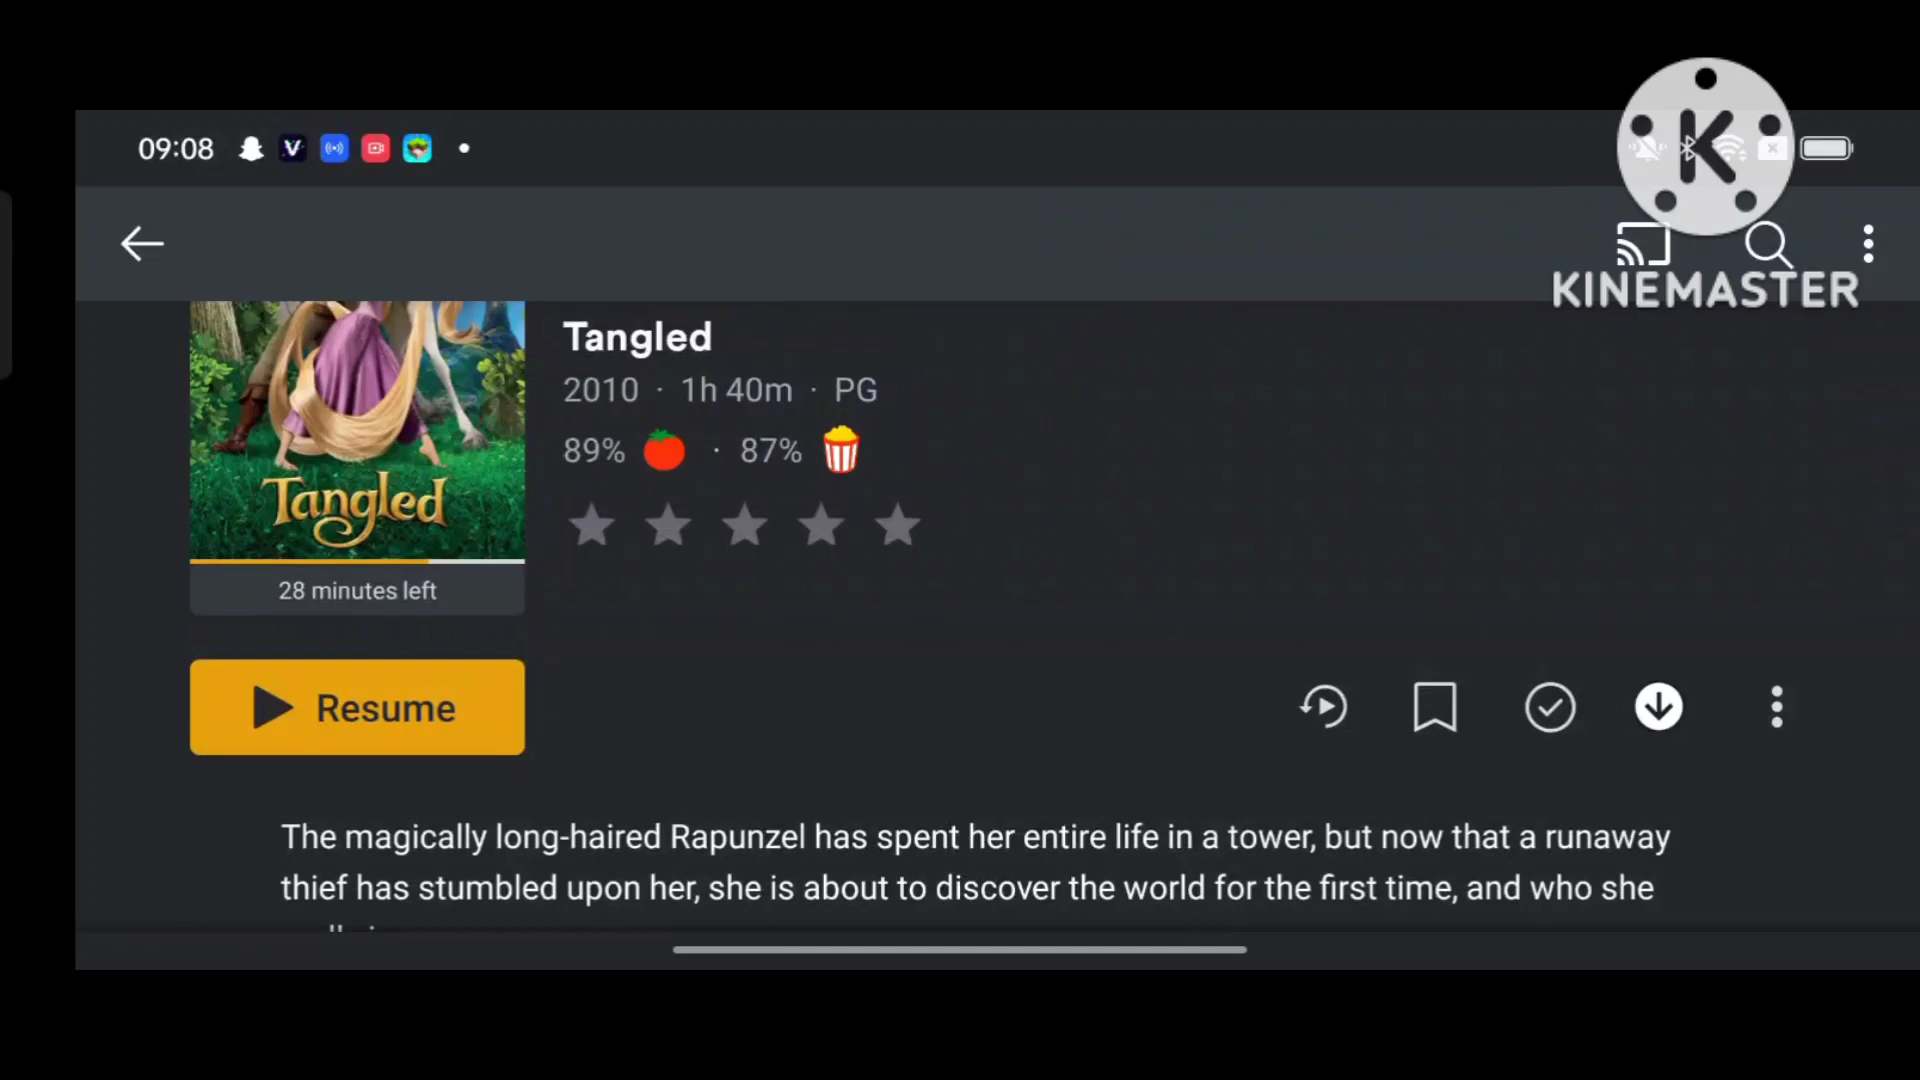 09:08
KINEMASTER
Tangled
2010 · 1h 40m · PG
89% · 87%
Tangled
28 minutes left
Resume
The magically long-haired Rapunzel has spent her entire life in a tower, but now that a runaway
thief has stumbled upon her, she is about to discover the world for the first time, and who she